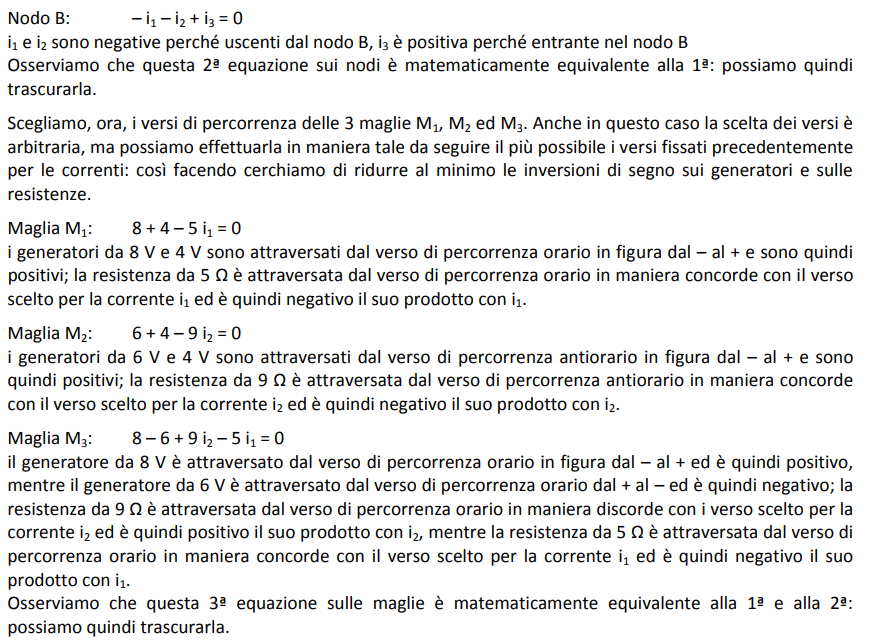 Nodo B: – i₁ – i₂ + i₃ = 0
i₁ e i₂ sono negative perché uscenti dal nodo B, i₃ è positiva perché entrante nel nodo B
Osserviamo che questa 2ª equazione sui nodi è matematicamente equivalente alla 1ª: possiamo quindi
trascurarla.
Scegliamo, ora, i versi di percorrenza delle 3 maglie M₁, M₂ ed M₃. Anche in questo caso la scelta dei versi è
arbitraria, ma possiamo effettuarla in maniera tale da seguire il più possibile i versi fissati precedentemente
per le correnti: così facendo cerchiamo di ridurre al minimo le inversioni di segno sui generatori e sulle
resistenze.
Maglia M₁: 8 + 4 – 5 i₁ = 0
i generatori da 8 V e 4 V sono attraversati dal verso di percorrenza orario in figura dal – al + e sono quindi
positivi; la resistenza da 5 Ω è attraversata dal verso di percorrenza orario in maniera concorde con il verso
scelto per la corrente i₁ ed è quindi negativo il suo prodotto con i₁.
Maglia M₂: 6 + 4 – 9 i₂ = 0
i generatori da 6 V e 4 V sono attraversati dal verso di percorrenza antiorario in figura dal – al + e sono
quindi positivi; la resistenza da 9 Ω è attraversata dal verso di percorrenza antiorario in maniera concorde
con il verso scelto per la corrente i₂ ed è quindi negativo il suo prodotto con i₂.
Maglia M₃: 8 – 6 + 9 i₂ – 5 i₁ = 0
il generatore da 8 V è attraversato dal verso di percorrenza orario in figura dal – al + ed è quindi positivo,
mentre il generatore da 6 V è attraversato dal verso di percorrenza orario dal + al – ed è quindi negativo; la
resistenza da 9 Ω è attraversata dal verso di percorrenza orario in maniera discorde con i verso scelto per la
corrente i₂ ed è quindi positivo il suo prodotto con i₂, mentre la resistenza da 5 Ω è attraversata dal verso di
percorrenza orario in maniera concorde con il verso scelto per la corrente i₁ ed è quindi negativo il suo
prodotto con i₁.
Osserviamo che questa 3ª equazione sulle maglie è matematicamente equivalente alla 1ª e alla 2ª:
possiamo quindi trascurarla.